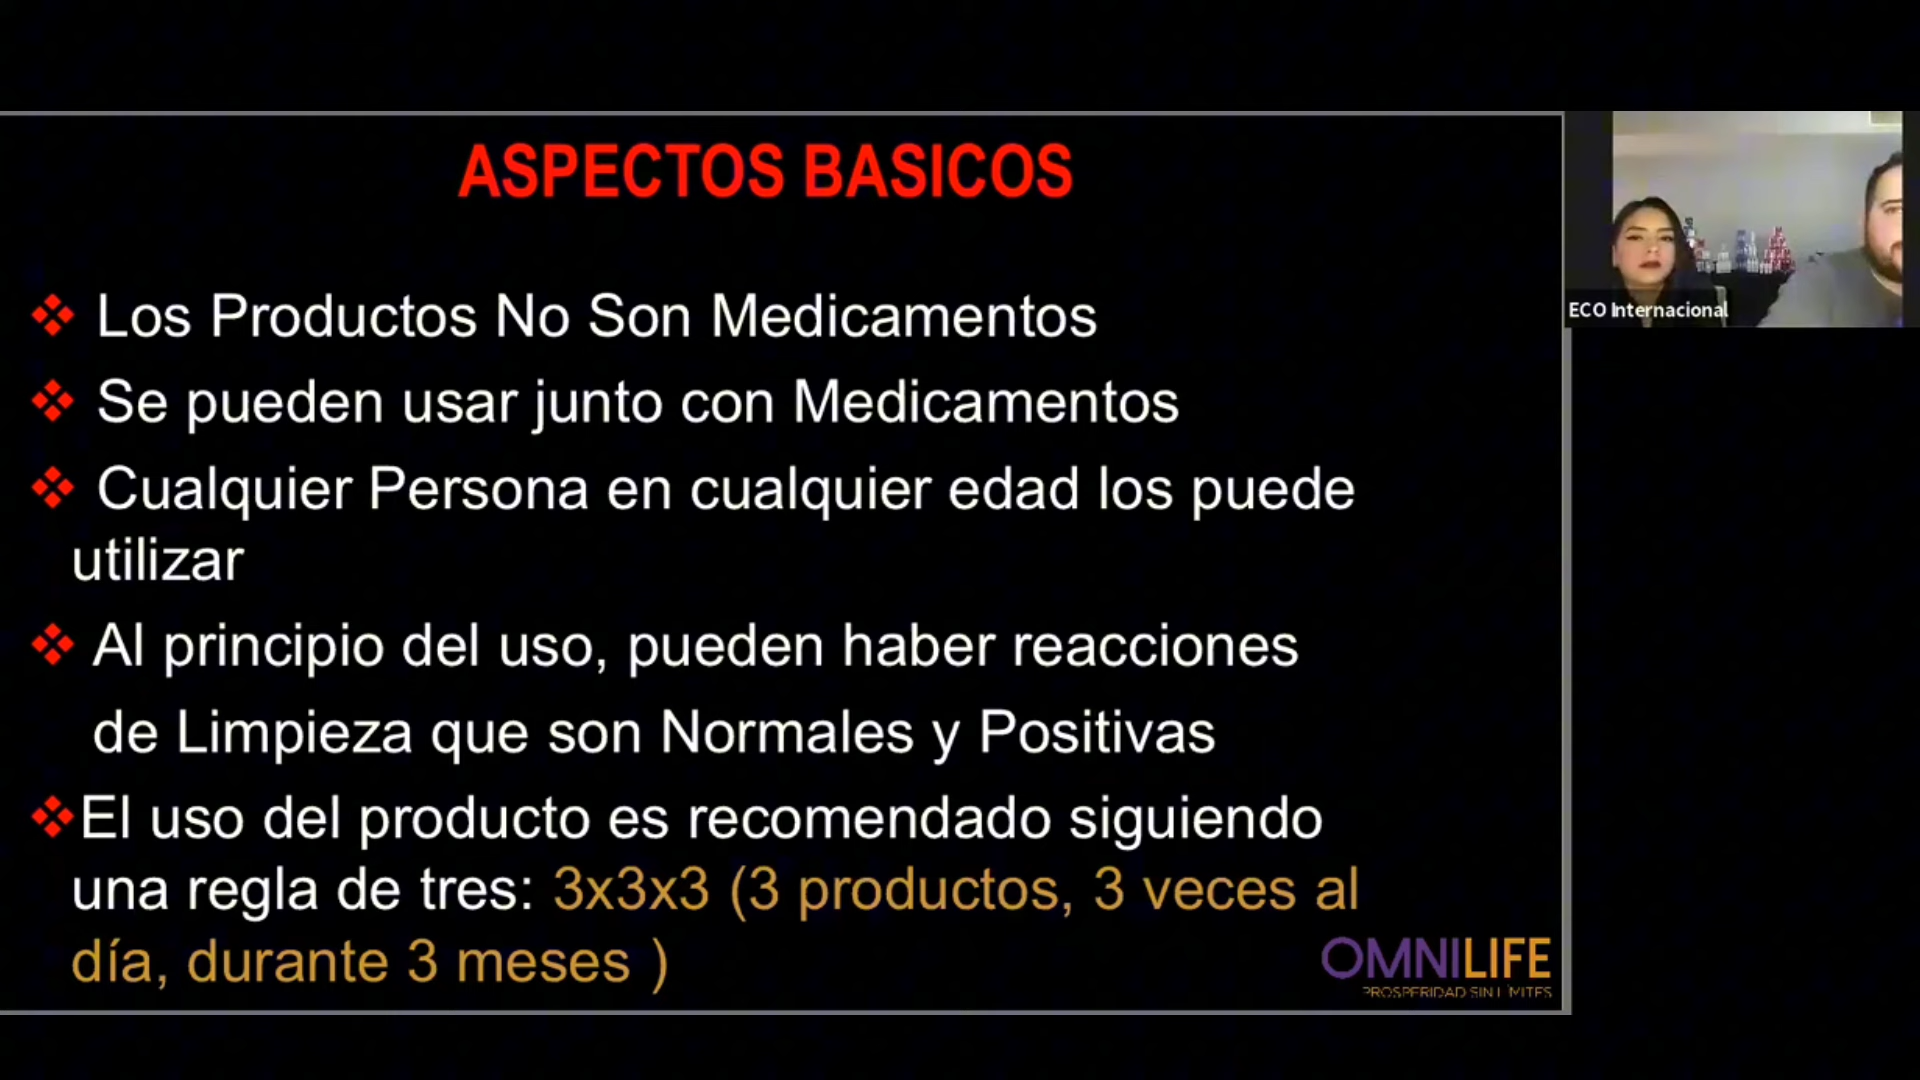 ASPECTOS BASICOS
Los Productos No Son Medicamentos
Se pueden usar junto con Medicamentos
Cualquier Persona en cualquier edad los puede
utilizar
Al principio del uso, pueden haber reacciones
de Limpieza que son Normales y Positivas
El uso del producto es recomendado siguiendo
una regla de tres: 3x3x3 (3 productos, 3 veces al
día, durante 3 meses )
OMNILIFE
PROSPERIDAD SIN LÍMITES
ECO Internacional